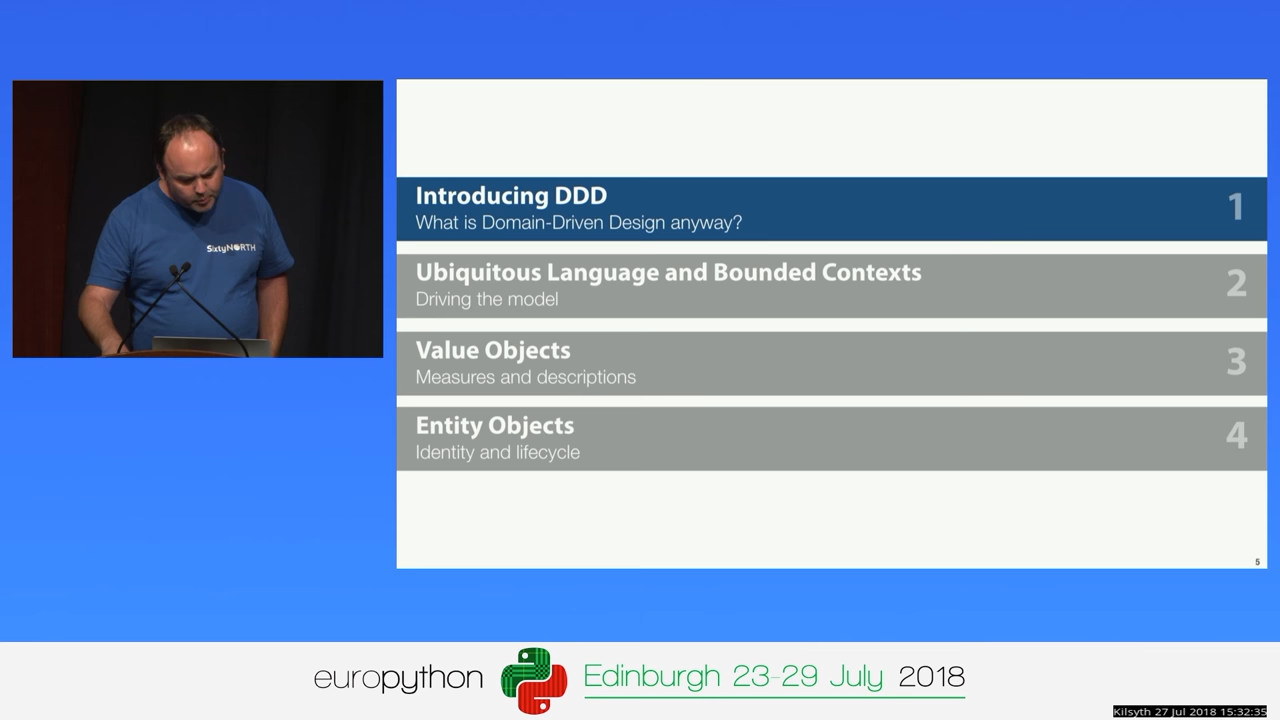 SixtyNORTH
Introducing DDD
What is Domain-Driven Design anyway?
1
Ubiquitous Language and Bounded Contexts
Driving the model
2
Value Objects
Measures and descriptions
3
Entity Objects
Identity and lifecycle
4
5
europython
Edinburgh 23-29 July 2018
Kilsyth 27 Jul 2018 15:32:35